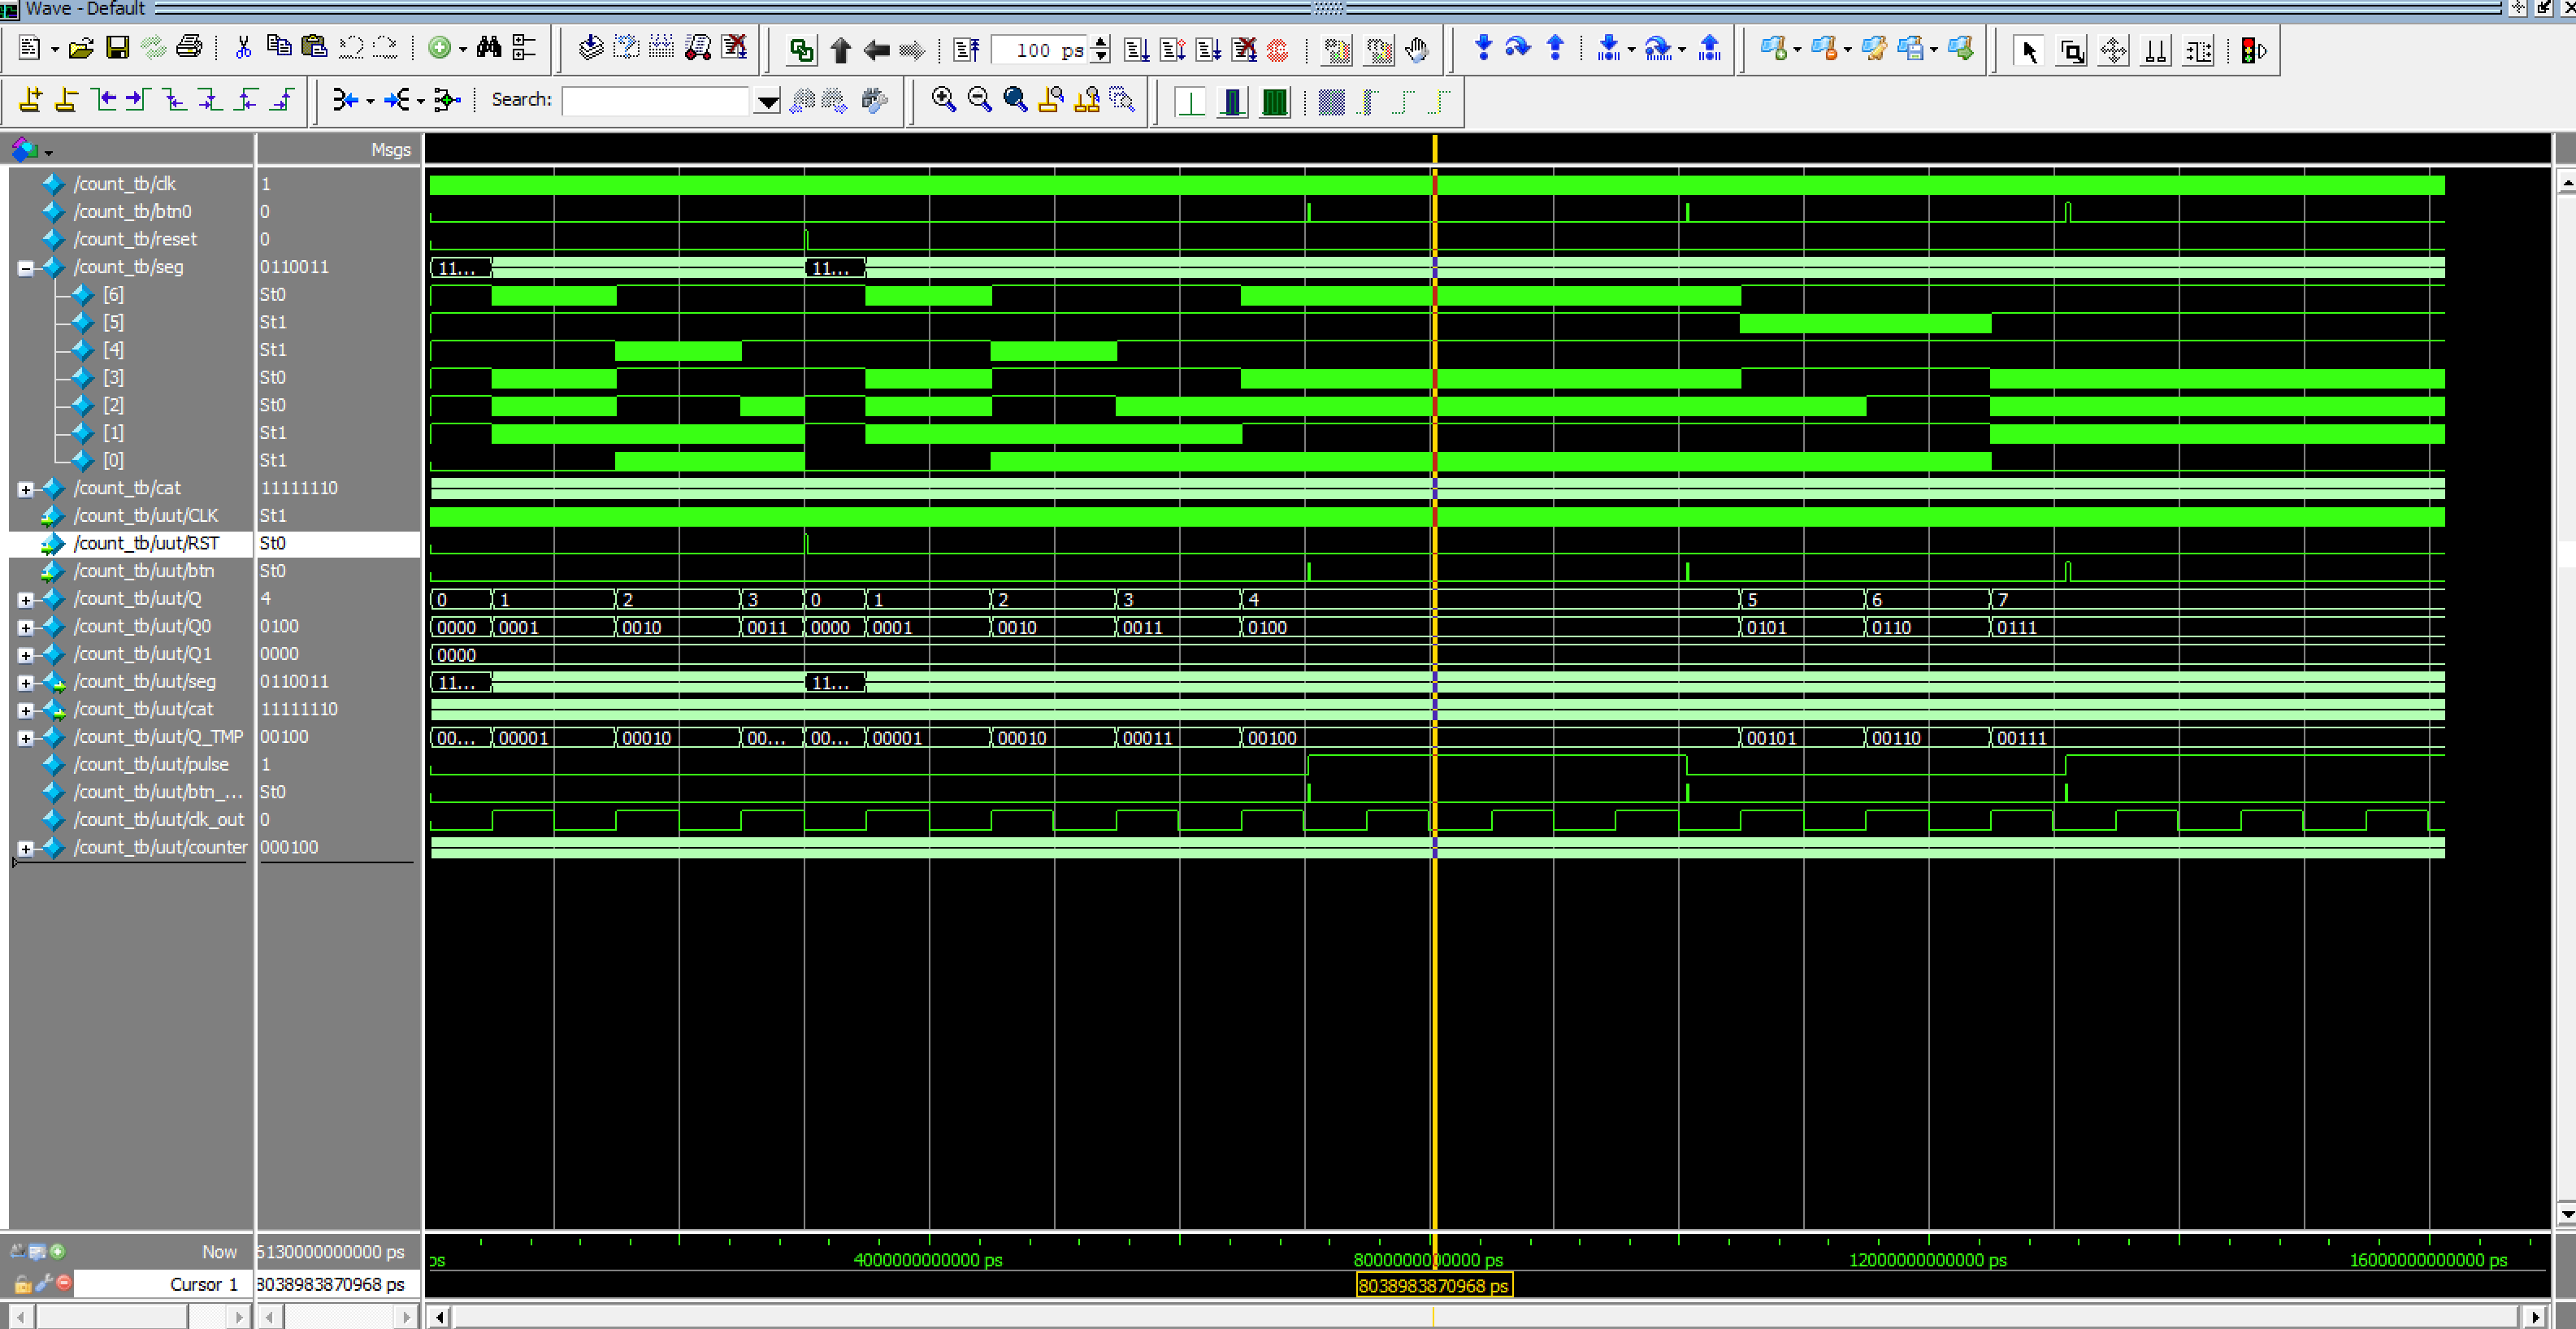 Wave - Default
100 ps
Search:
Msgs
/count_tb/clk 1
/count_tb/btn0 0
/count_tb/reset 0
/count_tb/seg 0110011 11... 11...
[6] St0
[5] St1
[4] St1
[3] St0
[2] St0
[1] St1
[0] St1
/count_tb/cat 11111110
/count_tb/uut/CLK St1
/count_tb/uut/RST St0
/count_tb/uut/btn St0
/count_tb/uut/Q 4 0 1 2 3 0 1 2 3 4 5 6 7
/count_tb/uut/Q0 0100 0000 0001 0010 0011 0000 0001 0010 0011 0100 0101 0110 0111
/count_tb/uut/Q1 0000 0000
/count_tb/uut/seg 0110011 11... 11...
/count_tb/uut/cat 11111110
/count_tb/uut/Q_TMP 00100 00... 00001 00010 00... 00... 00001 00010 00011 00100 00101 00110 00111
/count_tb/uut/pulse 1
/count_tb/uut/btn_... St0
/count_tb/uut/clk_out 0
/count_tb/uut/counter 000100
Now 6130000000000 ps ps 4000000000000 ps 8000000000000 ps 12000000000000 ps 16000000000000 ps
Cursor 1 8038983870968 ps 8038983870968 ps